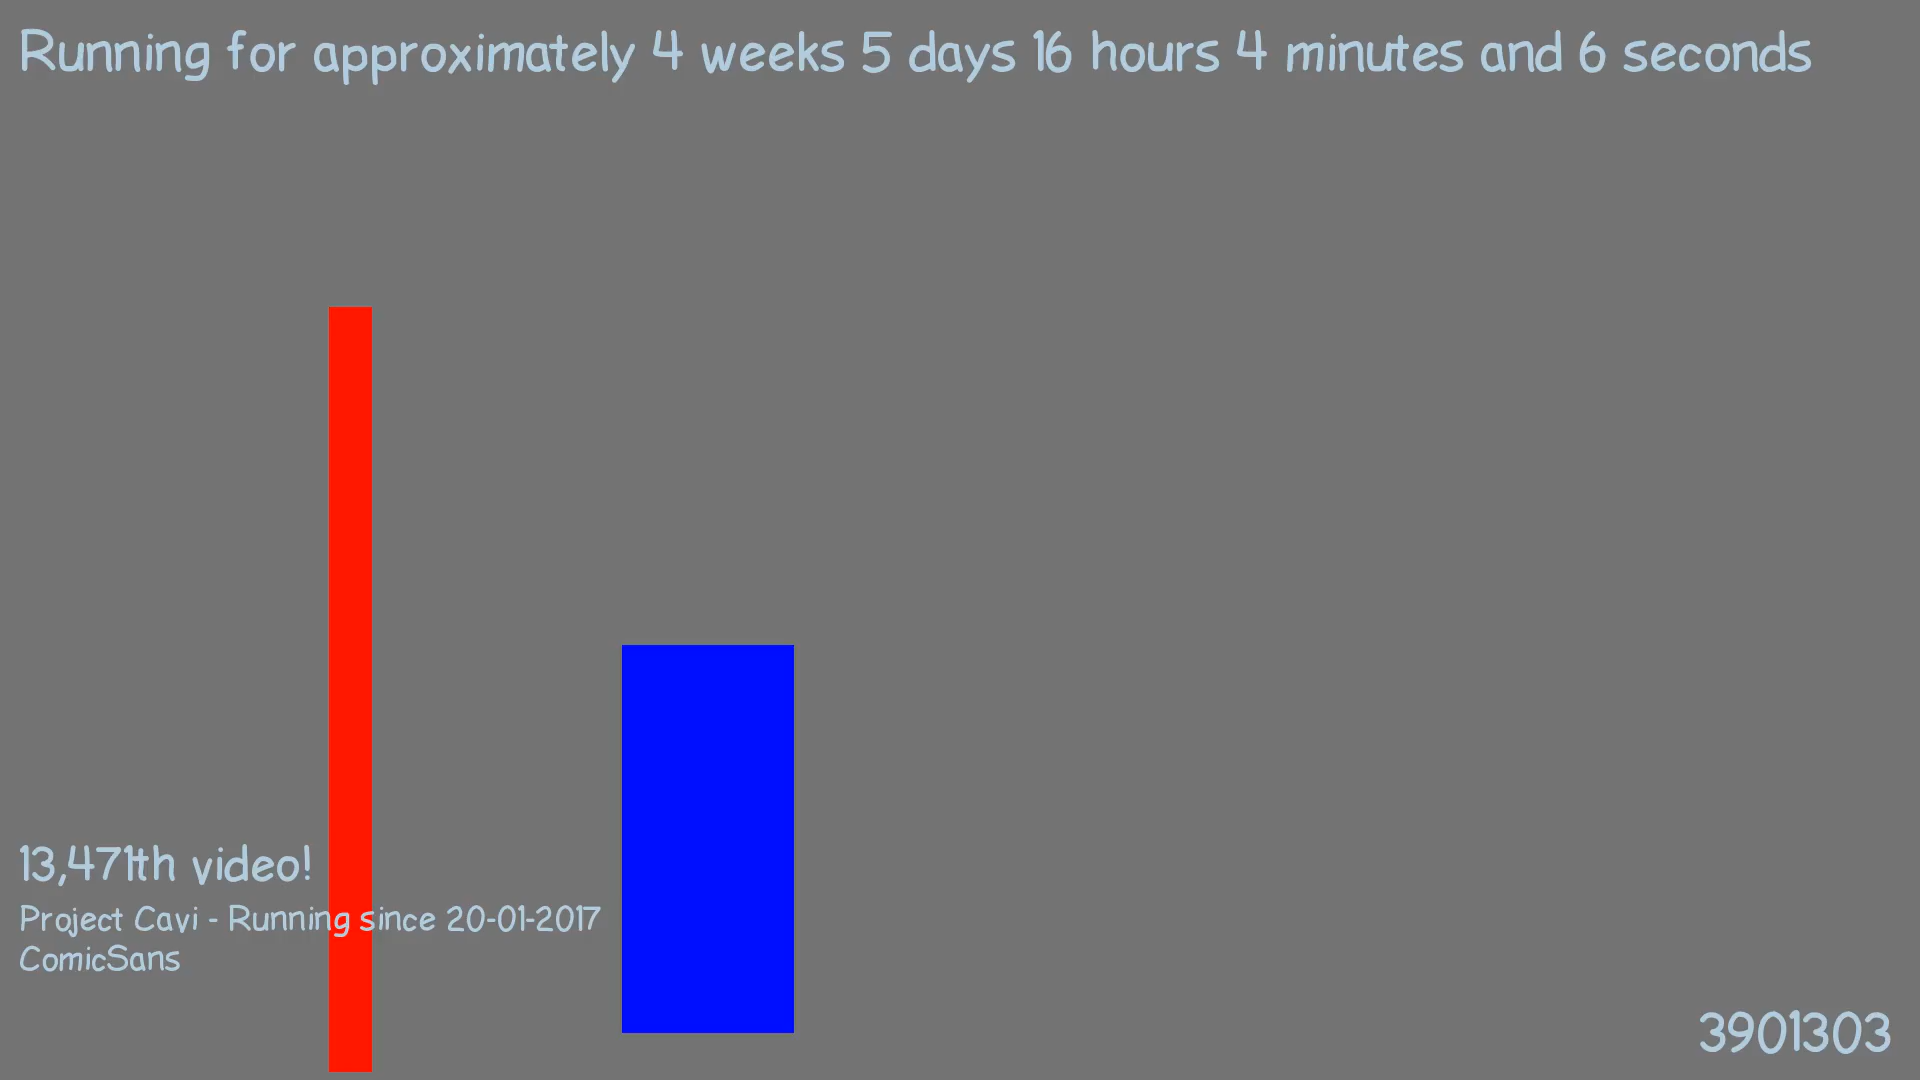 Running for approximately 4 weeks 5 days 16 hours 4 minutes and 6 seconds
13,471th video!
Project Cavi - Running since 20-01-2017
ComicSans
3901303